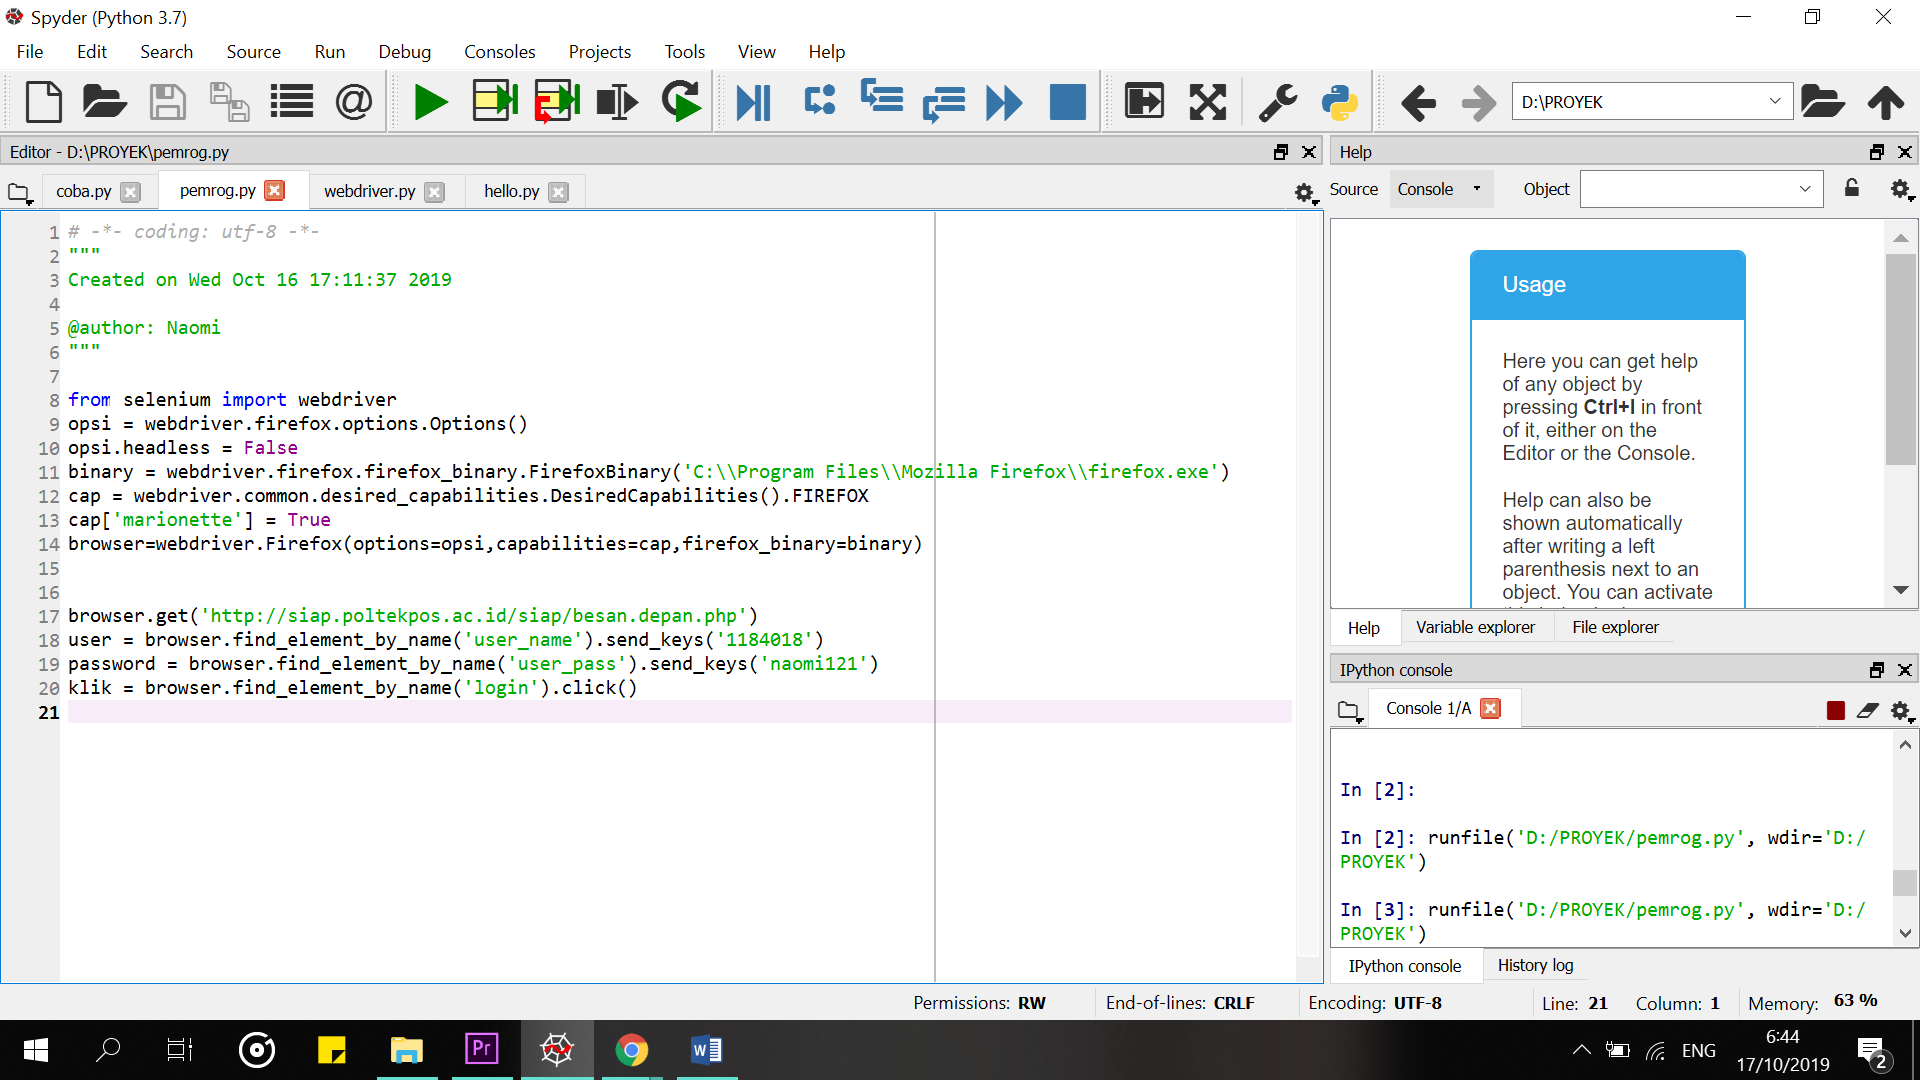 Spyder (Python 3.7)
File Edit Search Source Run Debug Consoles Projects Tools View Help
D:\PROYEK
Editor - D:\PROYEK\pemrog.py
coba.py pemrog.py webdriver.py hello.py
1 # -*- coding: utf-8 -*-
2 """
3 Created on Wed Oct 16 17:11:37 2019
4
5 @author: Naomi
6 """
7
8 from selenium import webdriver
9 opsi = webdriver.firefox.options.Options()
10 opsi.headless = False
11 binary = webdriver.firefox.firefox_binary.FirefoxBinary('C:\\Program Files\\Mozilla Firefox\\firefox.exe')
12 cap = webdriver.common.desired_capabilities.DesiredCapabilities().FIREFOX
13 cap['marionette'] = True
14 browser=webdriver.Firefox(options=opsi,capabilities=cap,firefox_binary=binary)
15
16
17 browser.get('http://siap.poltekpos.ac.id/siap/besan.depan.php')
18 user = browser.find_element_by_name('user_name').send_keys('1184018')
19 password = browser.find_element_by_name('user_pass').send_keys('naomi121')
20 klik = browser.find_element_by_name('login').click()
21
Help
Source Console Object
Usage
Here you can get help
of any object by
pressing Ctrl+I in front
of it, either on the
Editor or the Console.
Help can also be
shown automatically
after writing a left
parenthesis next to an
object. You can activate
Help Variable explorer File explorer
IPython console
Console 1/A
In [2]:
In [2]: runfile('D:/PROYEK/pemrog.py', wdir='D:/
PROYEK')
In [3]: runfile('D:/PROYEK/pemrog.py', wdir='D:/
PROYEK')
IPython console History log
Permissions: RW End-of-lines: CRLF Encoding: UTF-8 Line: 21 Column: 1 Memory: 63 %
Pr
ENG
6:44
17/10/2019
2